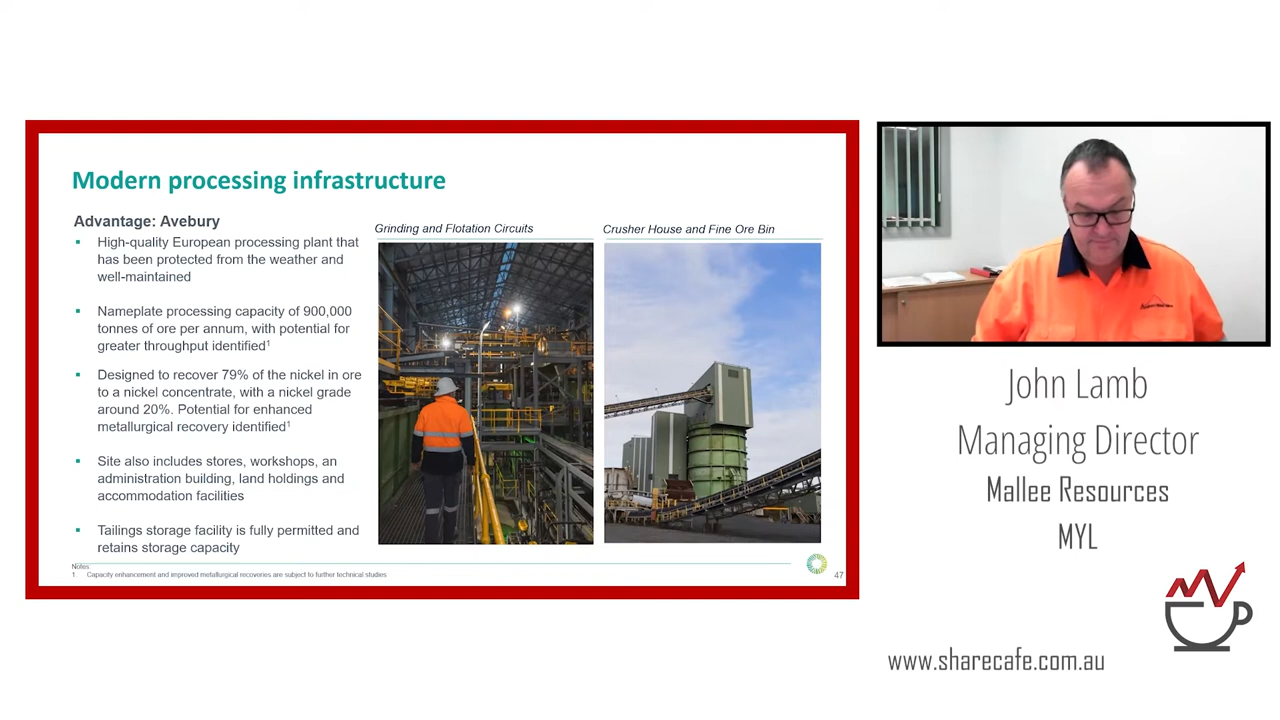 Modern processing infrastructure
Advantage: Avebury
▪ High-quality European processing plant that
has been protected from the weather and
well-maintained
▪ Nameplate processing capacity of 900,000
tonnes of ore per annum, with potential for
greater throughput identified¹
▪ Designed to recover 79% of the nickel in ore
to a nickel concentrate, with a nickel grade
around 20%. Potential for enhanced
metallurgical recovery identified¹
▪ Site also includes stores, workshops, an
administration building, land holdings and
accommodation facilities
▪ Tailings storage facility is fully permitted and
retains storage capacity
Grinding and Flotation Circuits
Crusher House and Fine Ore Bin
Notes:
1. Capacity enhancement and improved metallurgical recoveries are subject to further technical studies
47
John Lamb
Managing Director
Mallee Resources
MYL
www.sharecafe.com.au